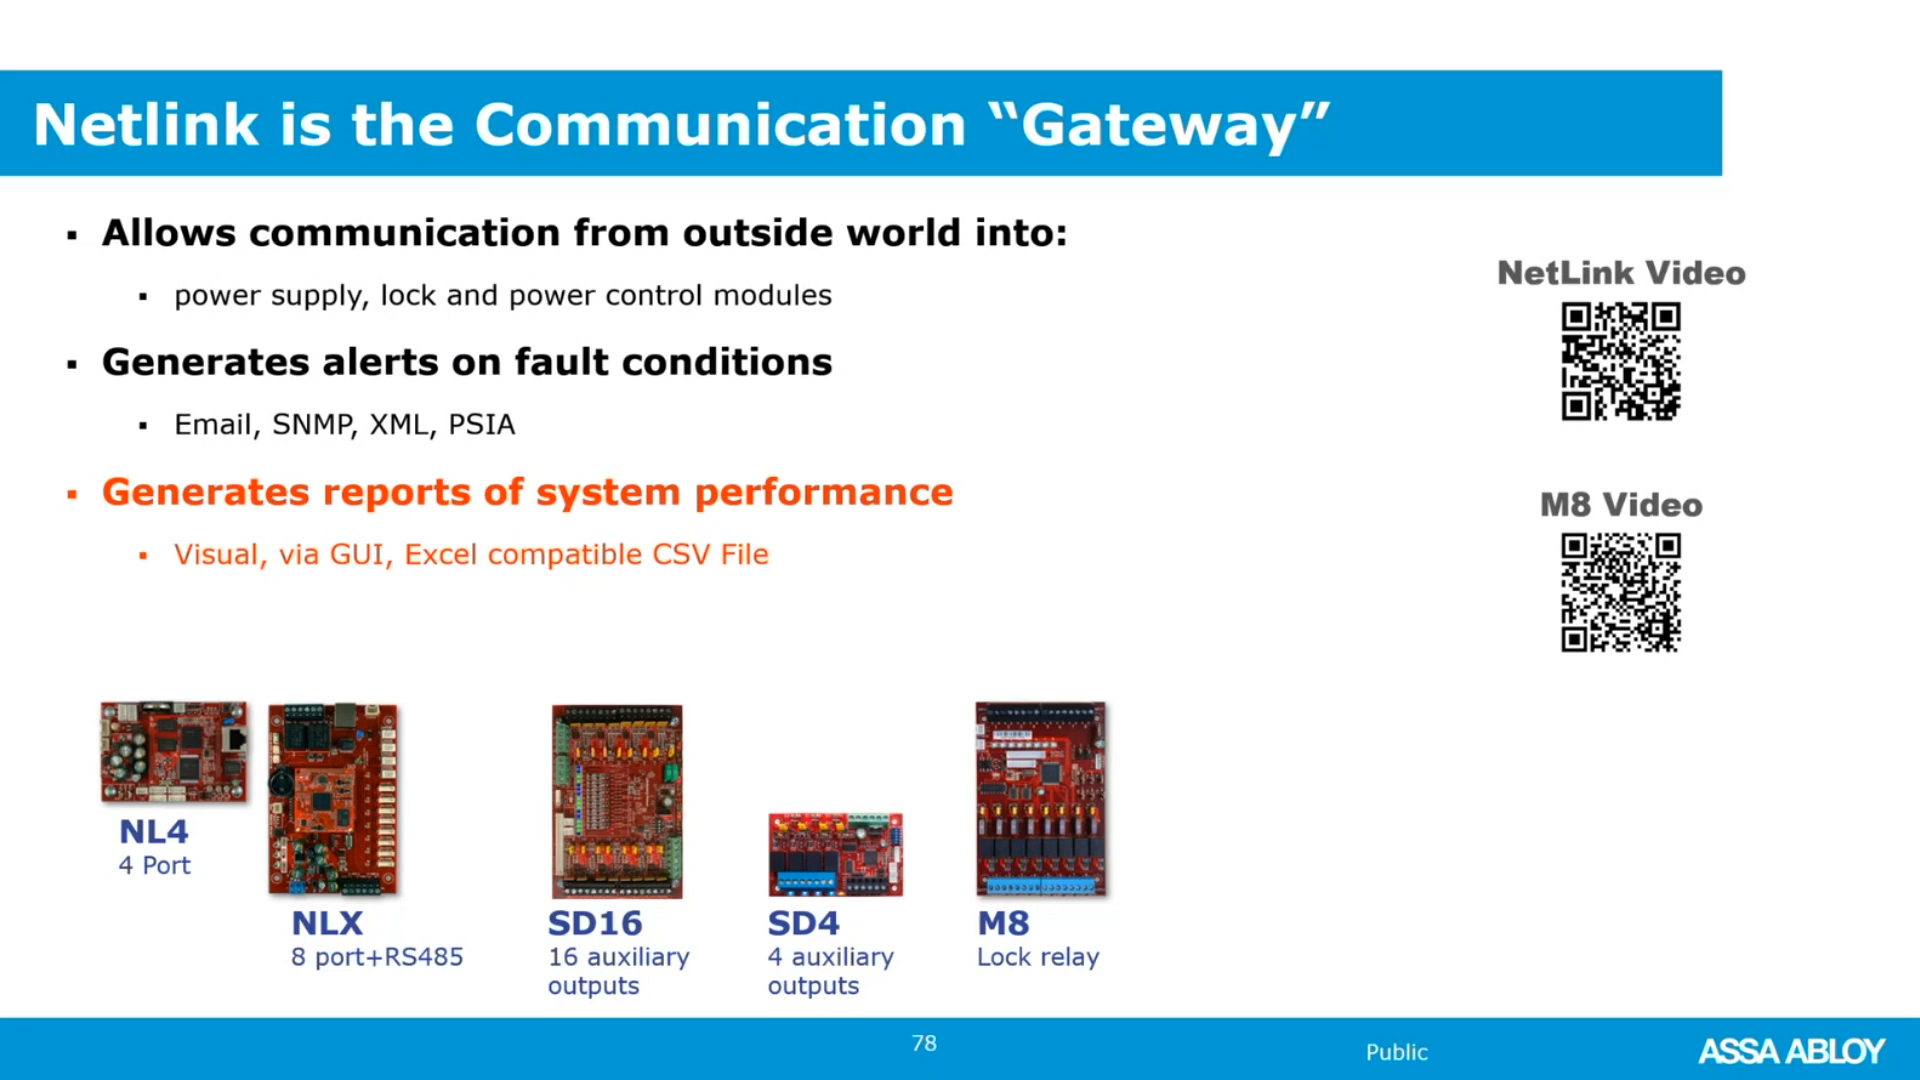 Netlink is the Communication “Gateway”
▪ Allows communication from outside world into:
▪ power supply, lock and power control modules
▪ Generates alerts on fault conditions
▪ Email, SNMP, XML, PSIA
▪ Generates reports of system performance
▪ Visual, via GUI, Excel compatible CSV File
NetLink Video
M8 Video
NL4
4 Port
NLX
8 port+RS485
SD16
16 auxiliary
outputs
SD4
4 auxiliary
outputs
M8
Lock relay
78
Public
ASSA ABLOY